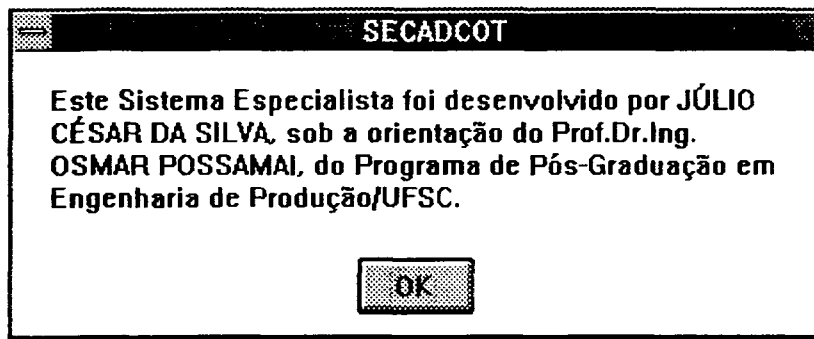 SECADCOT
Este Sistema Especialista foi desenvolvido por JÚLIO
CÉSAR DA SILVA, sob a orientação do Prof.Dr.Ing.
OSMAR POSSAMAI, do Programa de Pós-Graduação em
Engenharia de Produção/UFSC.
OK